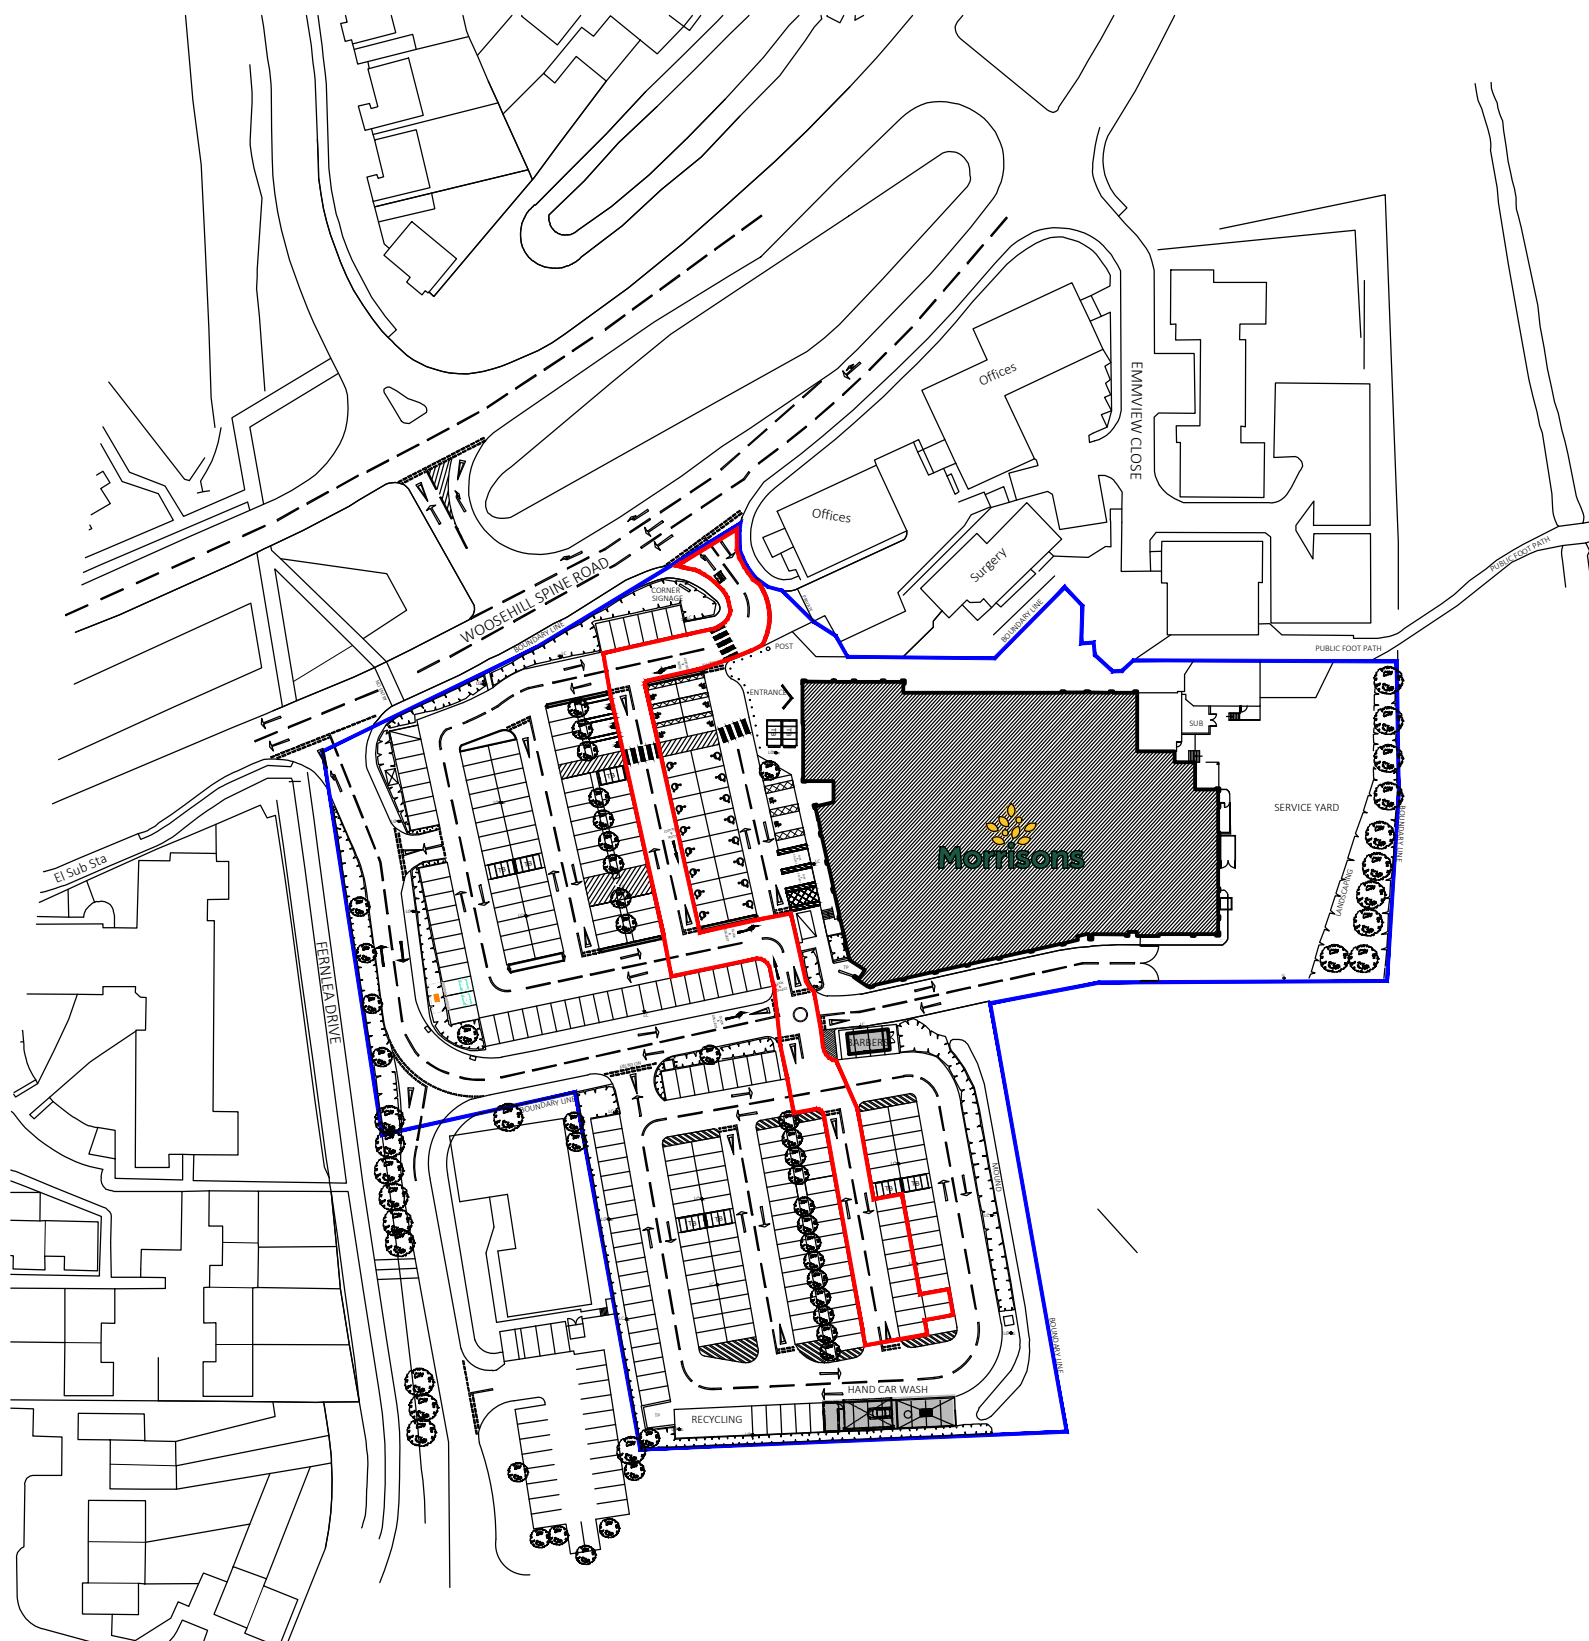 Offices
EMMVIEW CLOSE
Offices
Surgery
PUBLIC FOOT PATH
WOOSEHILL SPINE ROAD
CORNER
SIGNAGE
BOUNDARY LINE
BOUNDARY LINE
POST
PUBLIC FOOT PATH
ENTRANCE
SUB
SERVICE YARD
BOUNDARY LINE
Morrisons
El Sub Sta
LANDSCAPING
FERNLEA DRIVE
BARBERS
BOUNDARY LINE
MOUND
BOUNDARY LINE
HAND CAR WASH
RECYCLING